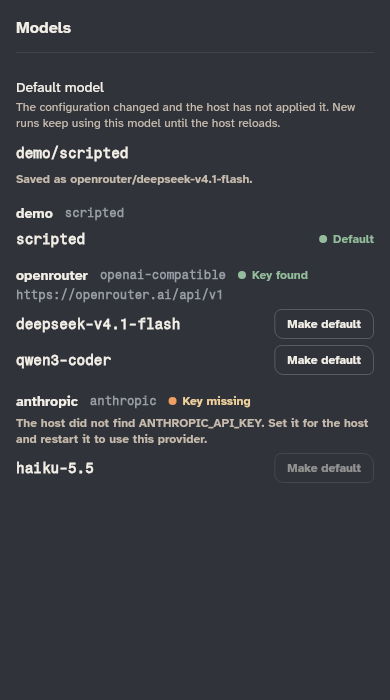 Models
Default model
The configuration changed and the host has not applied it. New
runs keep using this model until the host reloads.
demo/scripted
Saved as openrouter/deepseek-v4.1-flash.
demo scripted
scripted Default
openrouter openai-compatible Key found
https://openrouter.ai/api/v1
deepseek-v4.1-flash Make default
qwen3-coder Make default
anthropic anthropic Key missing
The host did not find ANTHROPIC_API_KEY. Set it for the host
and restart it to use this provider.
haiku-5.5 Make default